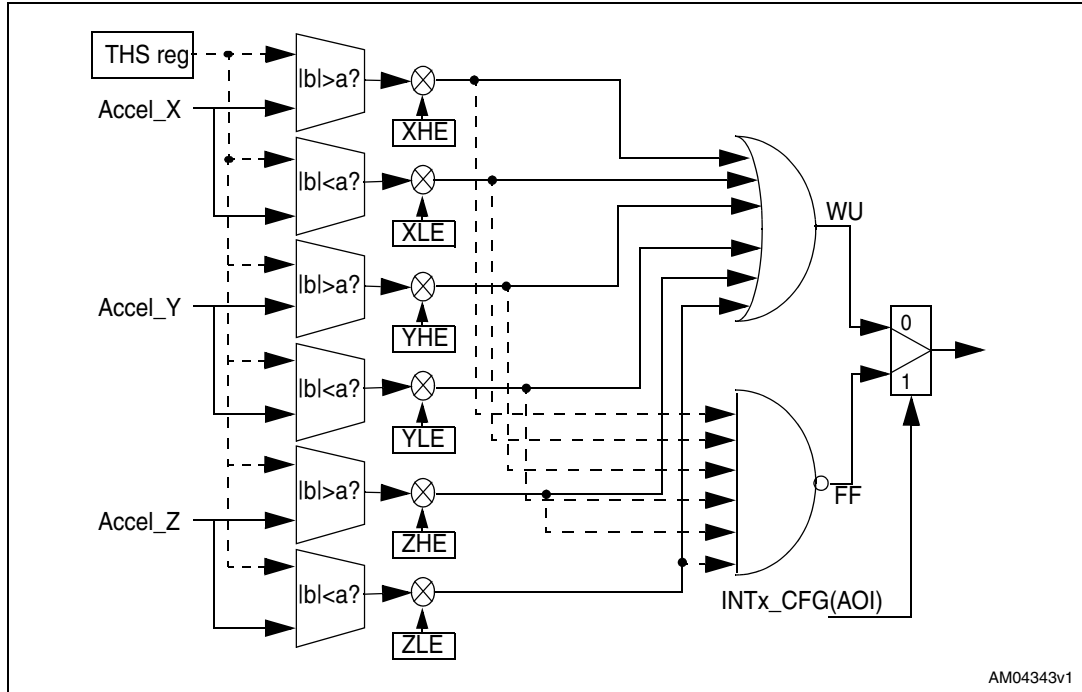 THS reg
|b|>a?
Accel_X
XHE
|b|<a?
XLE
WU
|b|>a?
Accel_Y
YHE
0
|b|<a?
1
YLE
|b|>a?
FF
Accel_Z
ZHE
|b|<a?
INTx_CFG(AOI)
ZLE
AM04343v1